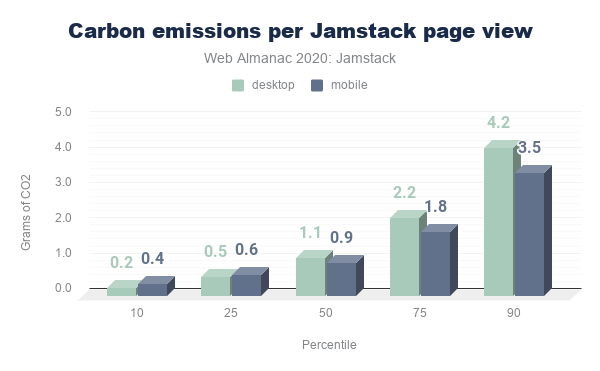 Carbon emissions per Jamstack page view
Web Almanac 2020: Jamstack
desktop mobile
Grams of CO2
5.0
4.0
3.0
2.0
1.0
0.0
0.2 0.4
0.5 0.6
1.1 0.9
2.2 1.8
4.2 3.5
10 25 50 75 90
Percentile